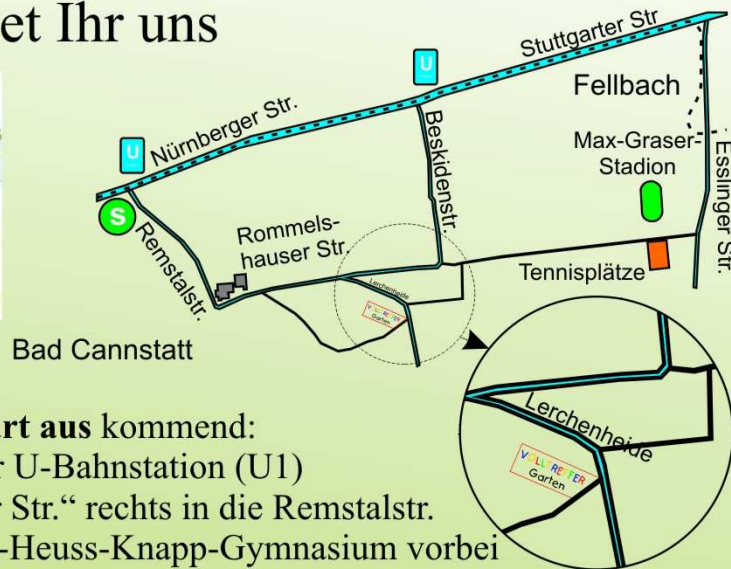 et Ihr uns
Stuttgarter Str
U
Fellbach
Nürnberger Str.
U
Beskidenstr.
Max-Graser-
Stadion
Esslinger Str.
S
Remstalstr.
Rommels-
hauser Str.
Tennisplätze
Lerchenheide
VOLLTREFFER
Garten
Bad Cannstatt
Lerchenheide
VOLLTREFFER
Garten
rt aus kommend:
r U-Bahnstation (U1)
r Str.“ rechts in die Remstalstr.
-Heuss-Knapp-Gymnasium vorbei